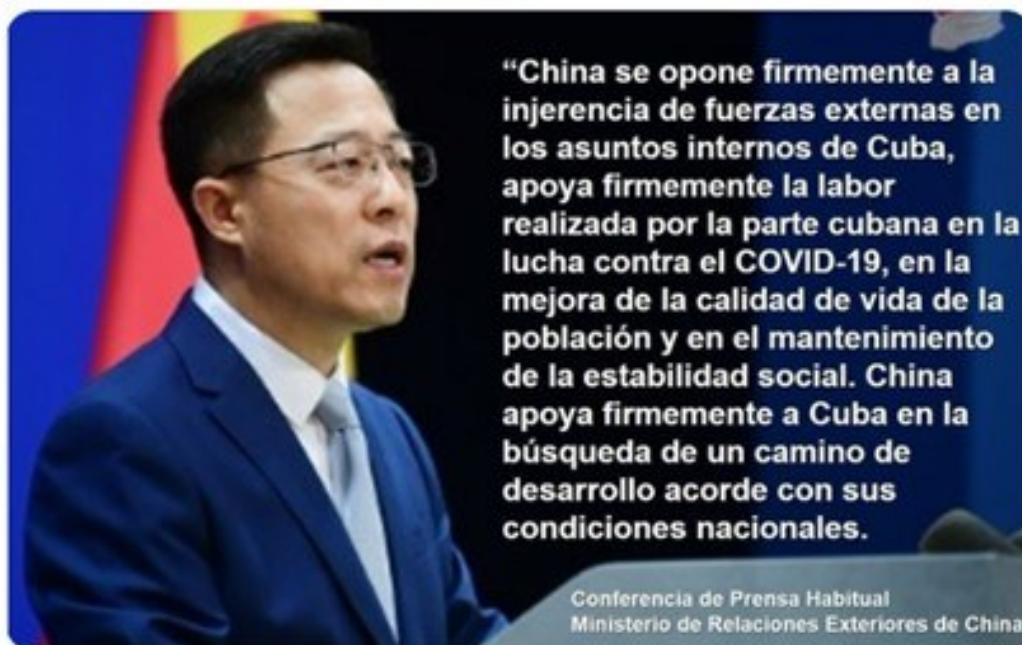 “China se opone firmemente a la
injerencia de fuerzas externas en
los asuntos internos de Cuba,
apoya firmemente la labor
realizada por la parte cubana en la
lucha contra el COVID-19, en la
mejora de la calidad de vida de la
población y en el mantenimiento
de la estabilidad social. China
apoya firmemente a Cuba en la
búsqueda de un camino de
desarrollo acorde con sus
condiciones nacionales.
Conferencia de Prensa Habitual
Ministerio de Relaciones Exteriores de China